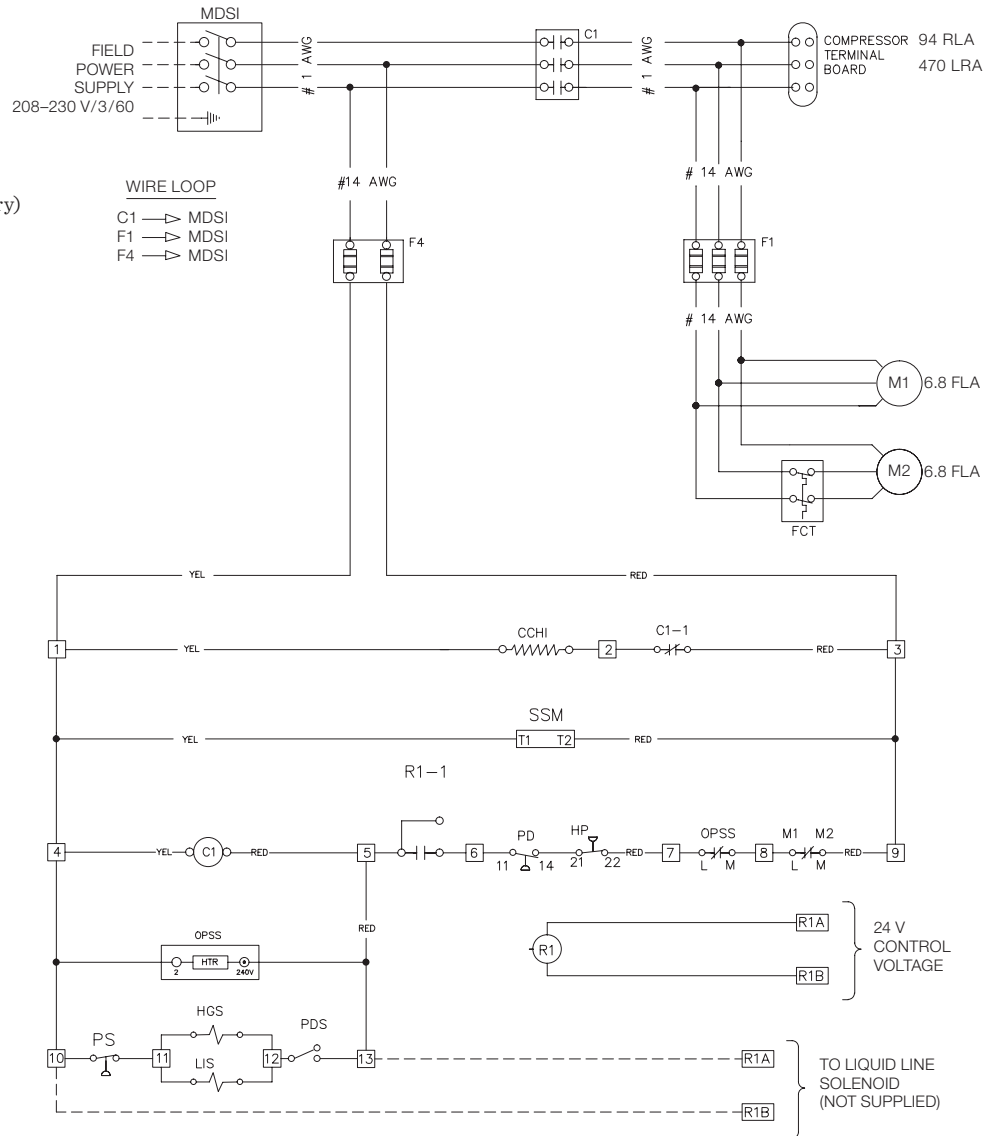 MDSI
FIELD
POWER
SUPPLY
208–230 V/3/60
# 1 AWG
C1
# 1 AWG
COMPRESSOR
TERMINAL
BOARD
94 RLA
470 LRA
ry)
WIRE LOOP
C1 MDSI
F1 MDSI
F4 MDSI
#14 AWG
# 14 AWG
F4
F1
# 14 AWG
M1 6.8 FLA
M2 6.8 FLA
FCT
YEL RED
1 YEL CCHI 2 C1–1 RED 3
SSM
YEL T1 T2 RED
R1–1
4 YEL C1 RED 5 6 PD 11 14 HP 21 22 RED 7 OPSS L M 8 M1 M2 L M RED 9
RED
OPSS
2 HTR 240V
R1 R1A
R1B
24 V
CONTROL
VOLTAGE
HGS
PS PDS
10 11 12 13
LIS
R1A
R1B
TO LIQUID LINE
SOLENOID
(NOT SUPPLIED)